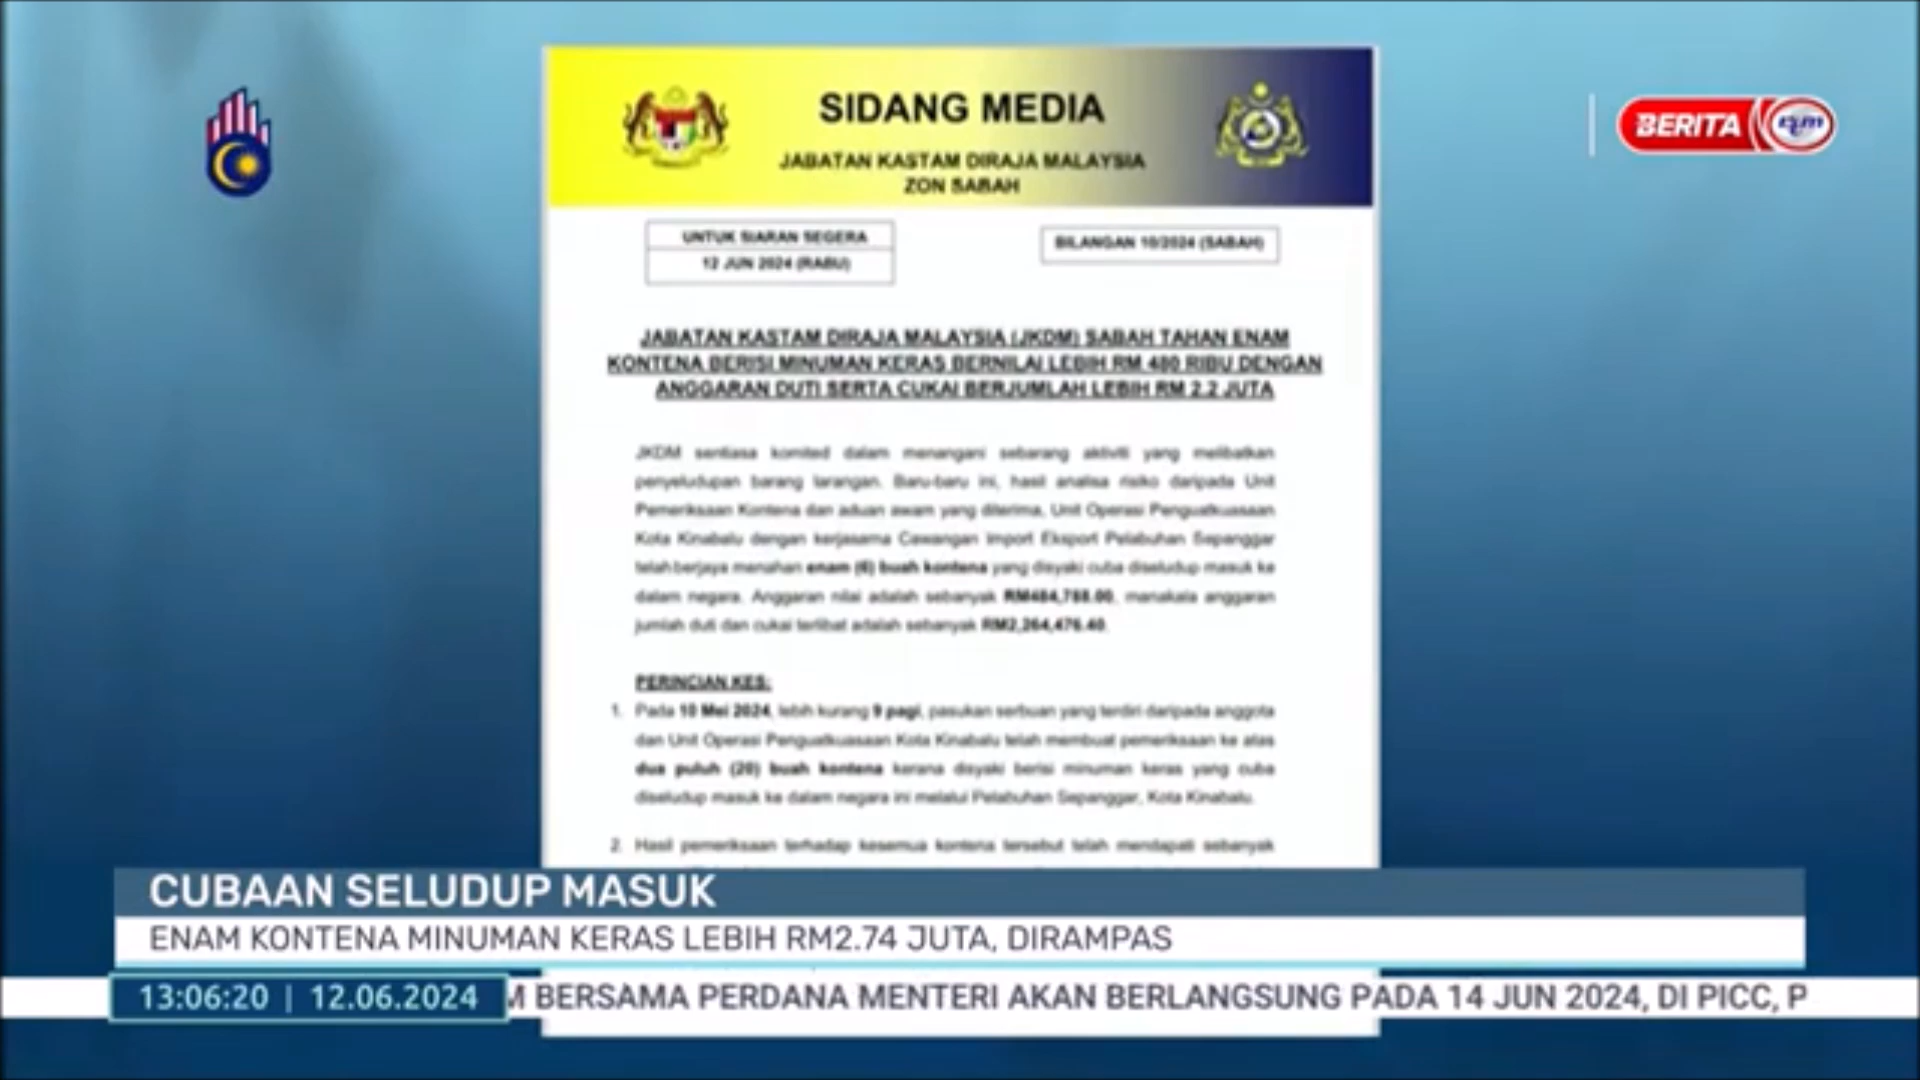 BERITA rtm
SIDANG MEDIA
JABATAN KASTAM DIRAJA MALAYSIA
ZON SABAH
UNTUK SIARAN SEGERA
12 JUN 2024 (RABU)
BILANGAN 10/2024 (SABAH)
JABATAN KASTAM DIRAJA MALAYSIA (JKDM) SABAH TAHAN ENAM
KONTENA BERISI MINUMAN KERAS BERNILAI LEBIH RM 480 RIBU DENGAN
ANGGARAN DUTI SERTA CUKAI BERJUMLAH LEBIH RM 2.2 JUTA
JKDM sentiasa komited dalam menangani sebarang aktiviti yang melibatkan
penyeludupan barang larangan. Baru-baru ini, hasil analisa risiko daripada Unit
Pemeriksaan Kontena dan aduan awam yang diterima, Unit Operasi Penguatkuasaan
Kota Kinabalu dengan kerjasama Cawangan Import Eksport Pelabuhan Sepanggar
telah berjaya menahan enam (6) buah kontena yang disyaki cuba diseludup masuk ke
dalam negara. Anggaran nilai adalah sebanyak RM484,788.00, manakala anggaran
jumlah duti dan cukai terlibat adalah sebanyak RM2,264,476.40.
PERINCIAN KES:
1. Pada 10 Mei 2024, lebih kurang 9 pagi, pasukan serbuan yang terdiri daripada anggota
dan Unit Operasi Penguatkuasaan Kota Kinabalu telah membuat pemeriksaan ke atas
dua puluh (20) buah kontena kerana disyaki berisi minuman keras yang cuba
diseludup masuk ke dalam negara ini melalui Pelabuhan Sepanggar, Kota Kinabalu.
2. Hasil pemeriksaan terhadap kesemua kontena tersebut telah mendapati sebanyak
CUBAAN SELUDUP MASUK
ENAM KONTENA MINUMAN KERAS LEBIH RM2.74 JUTA, DIRAMPAS
13:06:20 | 12.06.2024 M BERSAMA PERDANA MENTERI AKAN BERLANGSUNG PADA 14 JUN 2024, DI PICC, P